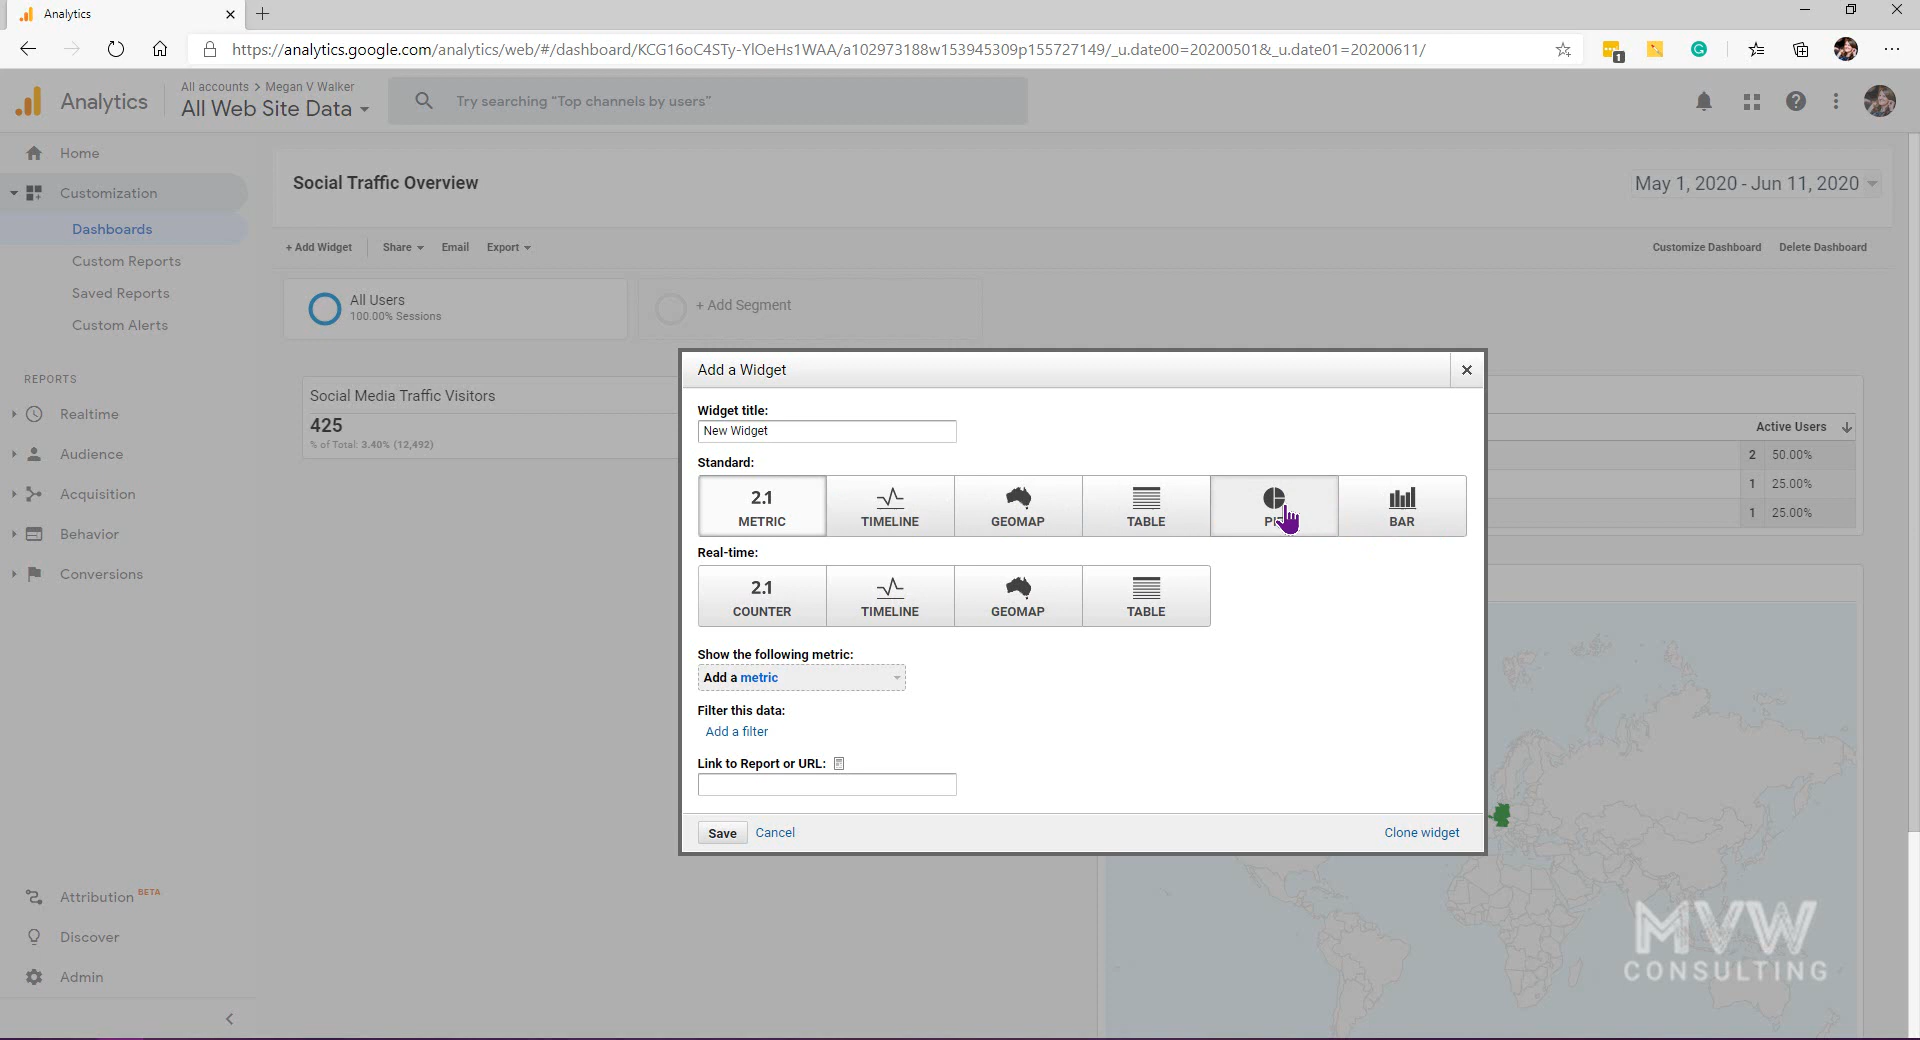 Analytics
https://analytics.google.com/analytics/web/#/dashboard/KCG16oC4STy-YlOeHs1WAA/a102973188w153945309p155727149/_u.date00=20200501&_u.date01=20200611/
1
Analytics
All accounts > Megan V Walker
All Web Site Data
Try searching "Top channels by users"
Home
Customization
Dashboards
Custom Reports
Saved Reports
Custom Alerts
REPORTS
Realtime
Audience
Acquisition
Behavior
Conversions
Attribution BETA
Discover
Admin
Social Traffic Overview
May 1, 2020 - Jun 11, 2020
+ Add Widget
Share
Email
Export
Customize Dashboard
Delete Dashboard
All Users
100.00% Sessions
+ Add Segment
Social Media Traffic Visitors
425
% of Total: 3.40% (12,492)
Active Users
2 50.00%
1 25.00%
1 25.00%
Add a Widget
Widget title:
New Widget
Standard:
2.1
METRIC
TIMELINE
GEOMAP
TABLE
BAR
Real-time:
2.1
COUNTER
TIMELINE
GEOMAP
TABLE
Show the following metric:
Add a metric
Filter this data:
Add a filter
Link to Report or URL:
Save
Cancel
Clone widget
MVW
CONSULTING